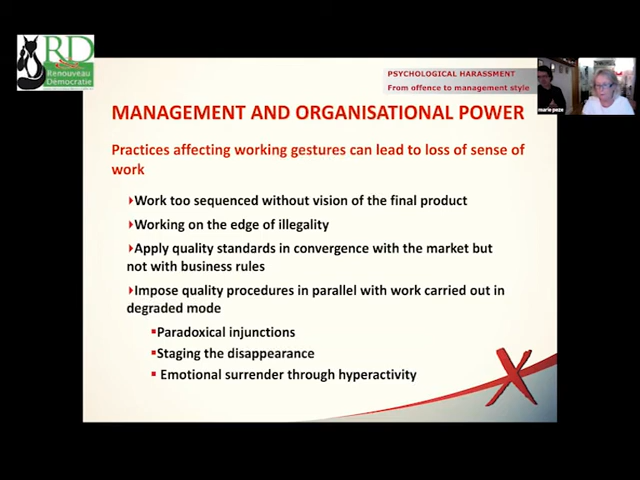 RD
Renouveau
Démocratie
PSYCHOLOGICAL HARASSMENT
From offence to management style
marie peze
MANAGEMENT AND ORGANISATIONAL POWER
Practices affecting working gestures can lead to loss of sense of
work
Work too sequenced without vision of the final product
Working on the edge of illegality
Apply quality standards in convergence with the market but
not with business rules
Impose quality procedures in parallel with work carried out in
degraded mode
Paradoxical injunctions
Staging the disappearance
Emotional surrender through hyperactivity